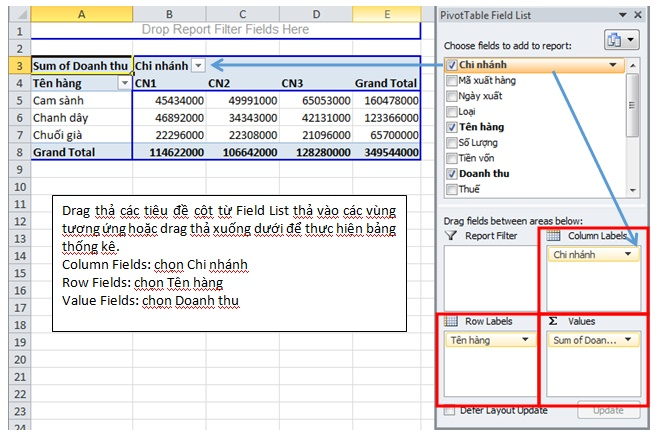 A B C D E
1 Drop Report Filter Fields Here
2
3 Sum of Doanh thu Chi nhánh
4 Tên hàng CN1 CN2 CN3 Grand Total
5 Cam sành 45434000 49991000 65053000 160478000
6 Chanh dây 46892000 34343000 42131000 123366000
7 Chuối già 22296000 22308000 21096000 65700000
8 Grand Total 114622000 106642000 128280000 349544000
9
10
11
12
13
14
15
16
17
18
19
20
21
22
23
24
Drag thả các tiêu đề cột từ Field List thả vào các vùng
tương ứng hoặc drag thả xuống dưới để thực hiên bảng
thống kê.
Column Fields: chọn Chi nhánh
Row Fields: chọn Tên hàng
Value Fields: chọn Doanh thu
PivotTable Field List
Choose fields to add to report:
Chi nhánh
Mã xuất hàng
Ngày xuất
Loại
Tên hàng
Số Lượng
Tiền vốn
Doanh thu
Thuế
Drag fields between areas below:
Report Filter Column Labels
Chi nhánh
Row Labels Σ Values
Tên hàng Sum of Doan...
Defer Layout Update Update